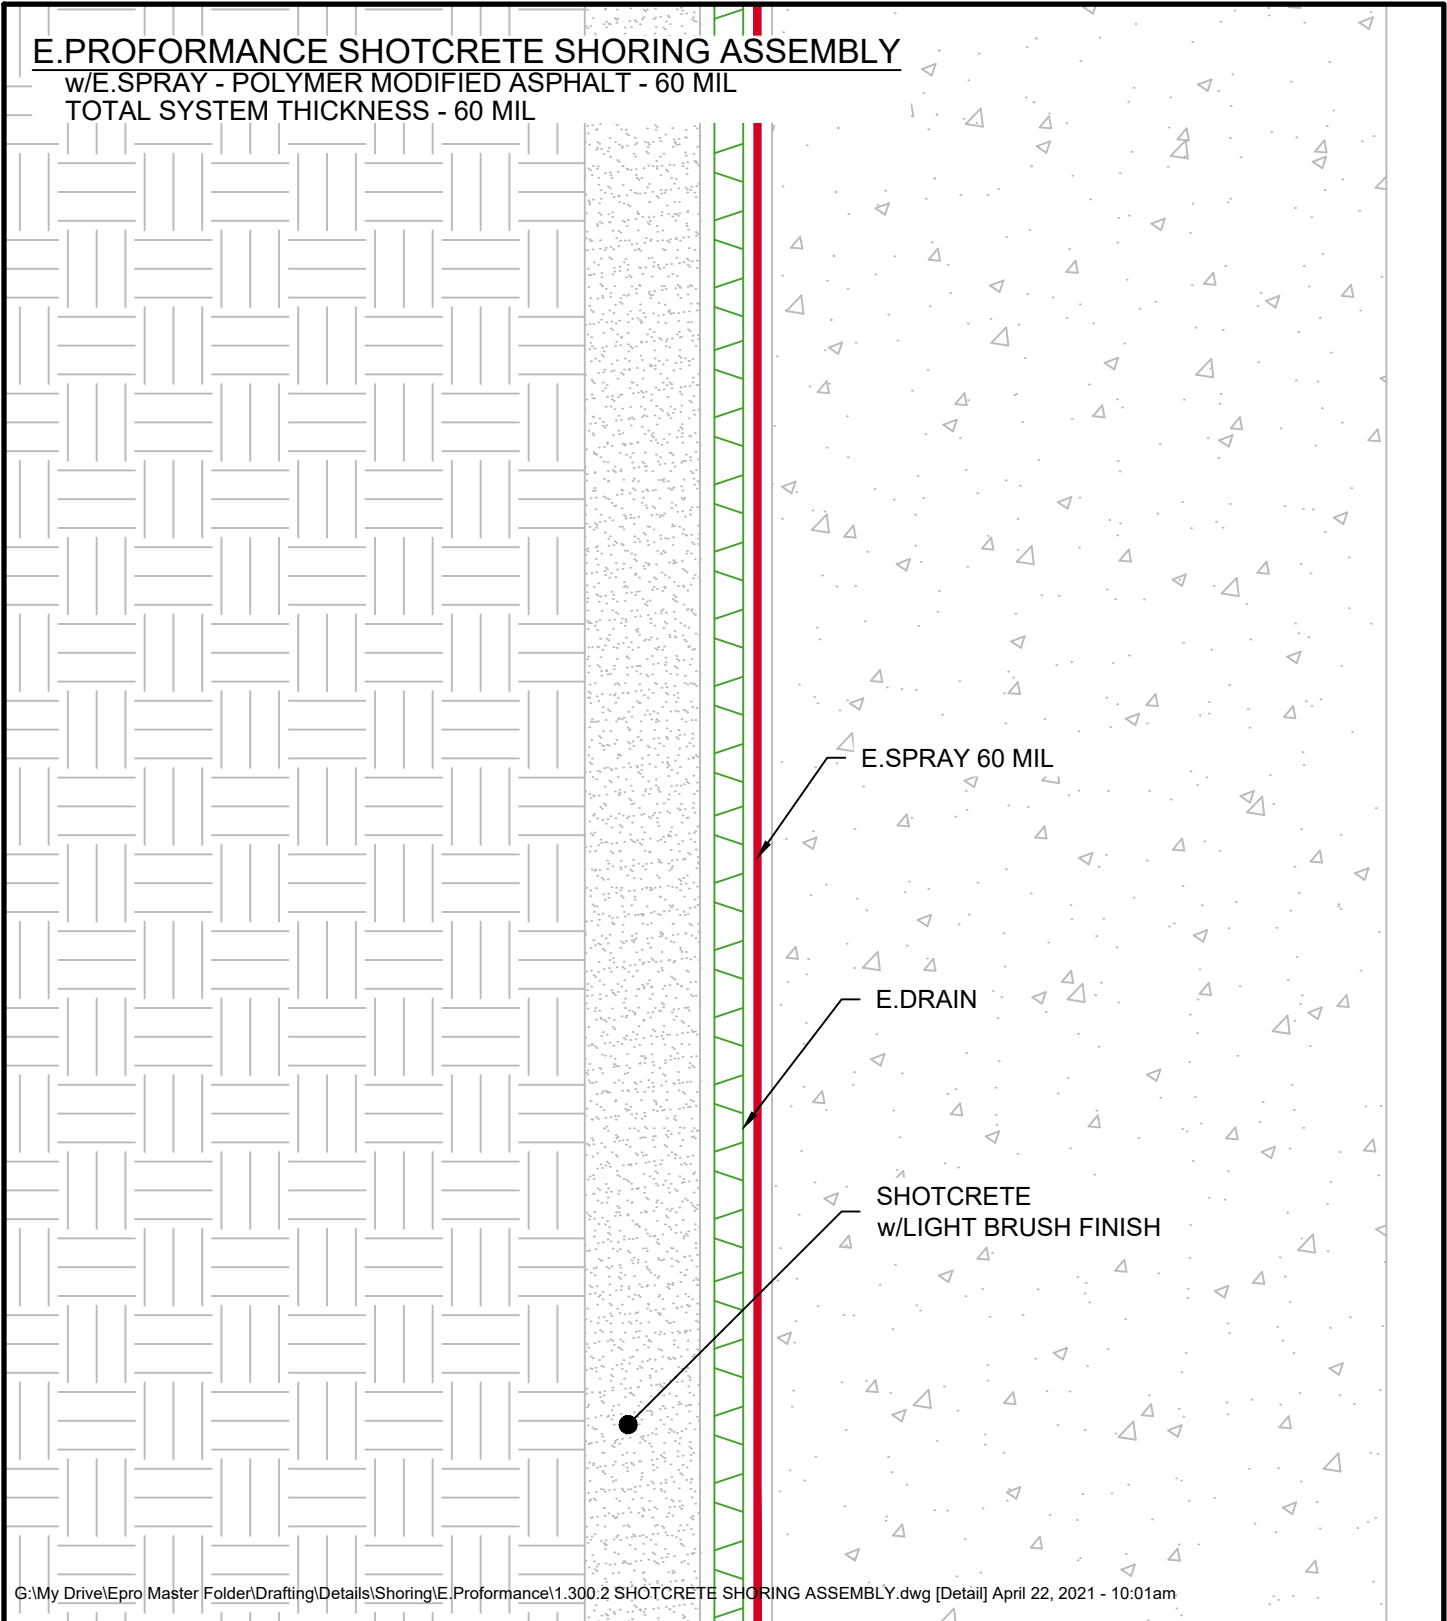 E.PROFORMANCE SHOTCRETE SHORING ASSEMBLY
w/E.SPRAY - POLYMER MODIFIED ASPHALT - 60 MIL
TOTAL SYSTEM THICKNESS - 60 MIL
E.SPRAY 60 MIL
E.DRAIN
SHOTCRETE
w/LIGHT BRUSH FINISH
G:\My Drive\Epro Master Folder\Drafting\Details\Shoring\E.Proformance\1.300.2 SHOTCRETE SHORING ASSEMBLY.dwg [Detail] April 22, 2021 - 10:01am